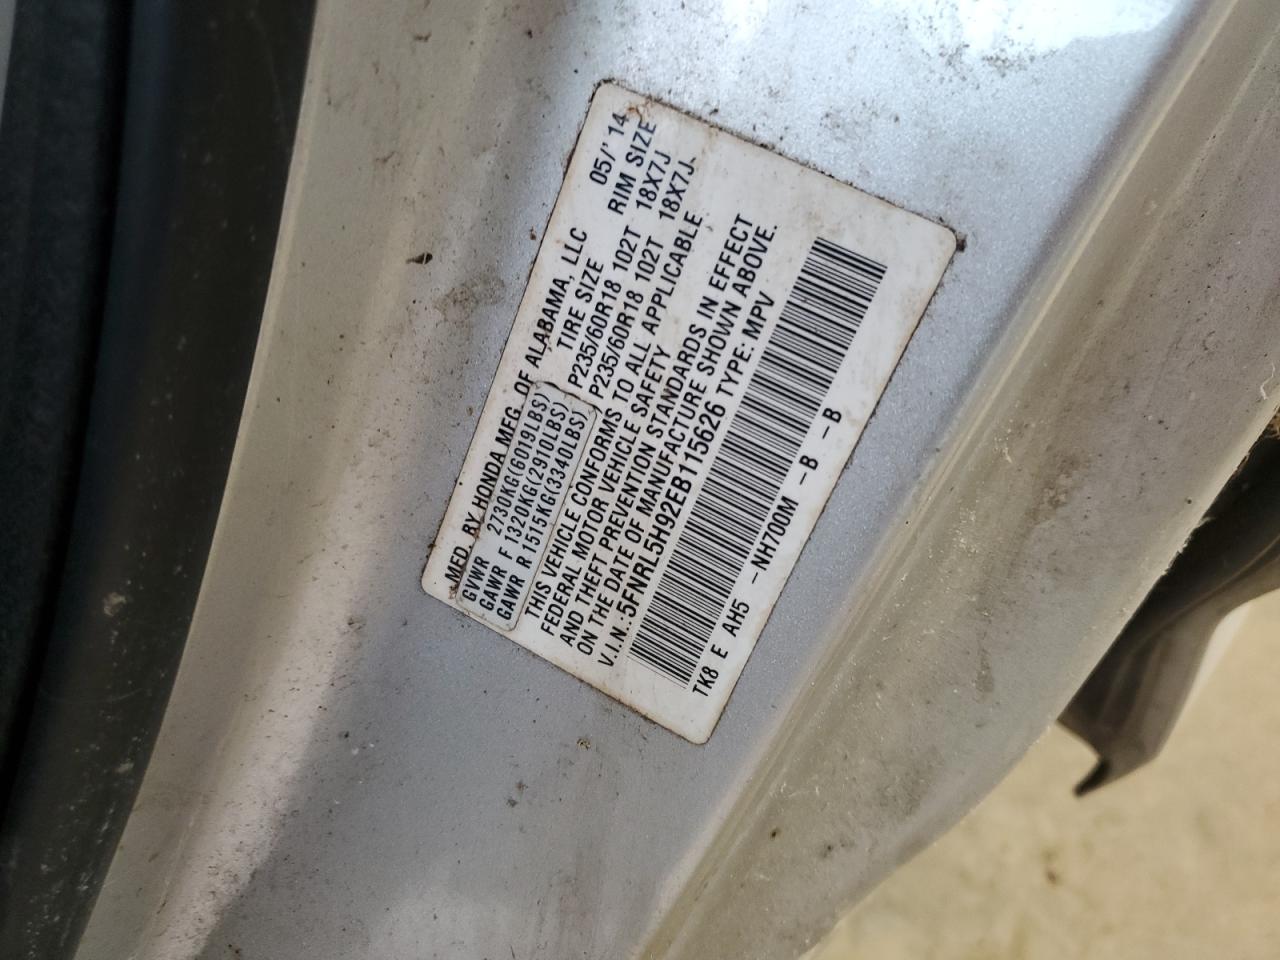 MFD. BY HONDA MFG. OF ALABAMA, LLC 05/'14
GVWR 2730KG(6019LBS) TIRE SIZE RIM SIZE
GAWR F 1320KG(2910LBS) P235/60R18 102T 18X7J
GAWR R 1515KG(3340LBS) P235/60R18 102T 18X7J
THIS VEHICLE CONFORMS TO ALL APPLICABLE
FEDERAL MOTOR VEHICLE SAFETY
AND THEFT PREVENTION STANDARDS IN EFFECT
ON THE DATE OF MANUFACTURE SHOWN ABOVE.
V.I.N.:5FNRL5H92EB115626 TYPE: MPV
TK8 E AH5 -NH700M -B -B